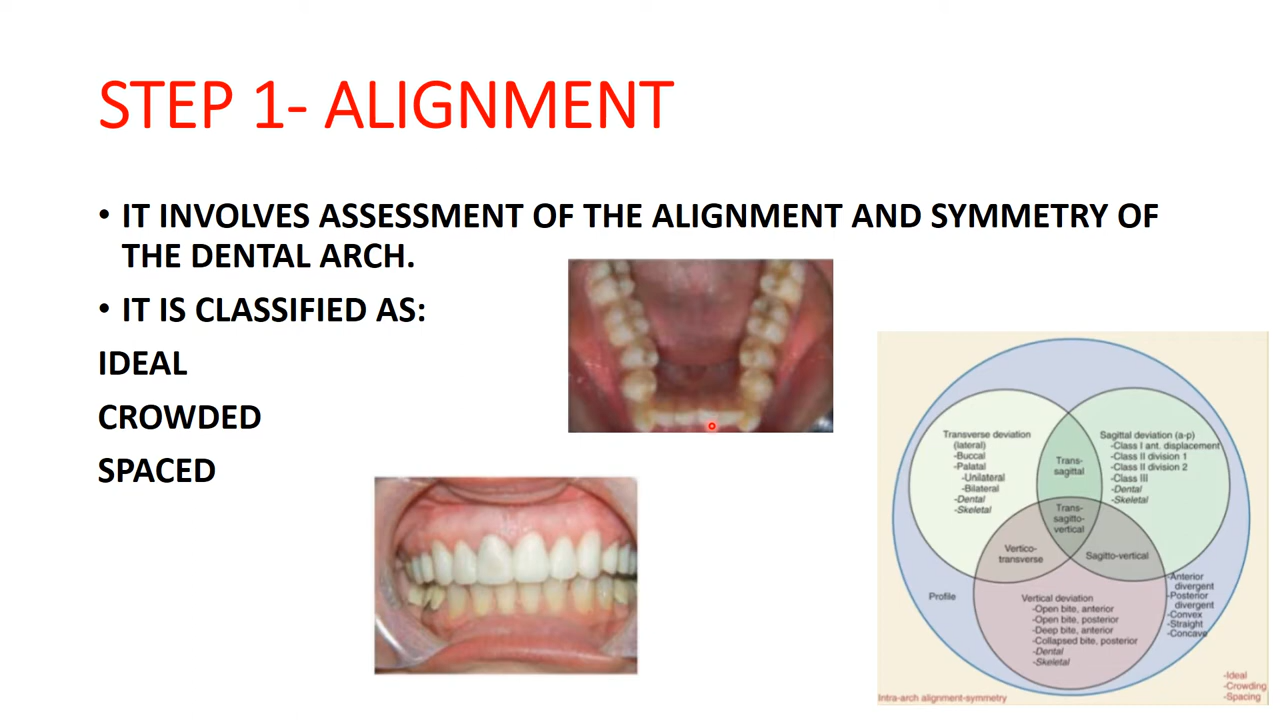 STEP 1- ALIGNMENT
• IT INVOLVES ASSESSMENT OF THE ALIGNMENT AND SYMMETRY OF
THE DENTAL ARCH.
• IT IS CLASSIFIED AS:
IDEAL
CROWDED
SPACED
Transverse deviation
(lateral)
-Buccal
-Palatal
-Unilateral
-Bilateral
-Dental
-Skeletal
Trans-
sagittal
Sagittal deviation (a-p)
-Class I ant. displacement
-Class II division 1
-Class II division 2
-Class III
-Dental
-Skeletal
Trans-
sagitto-
vertical
Vertico-
transverse
Sagitto-vertical
Profile
Vertical deviation
-Open bite, anterior
-Open bite, posterior
-Deep bite, anterior
-Collapsed bite, posterior
-Dental
-Skeletal
-Anterior
divergent
-Posterior
divergent
-Convex
-Straight
-Concave
Intra-arch alignment-symmetry
-Ideal
-Crowding
-Spacing